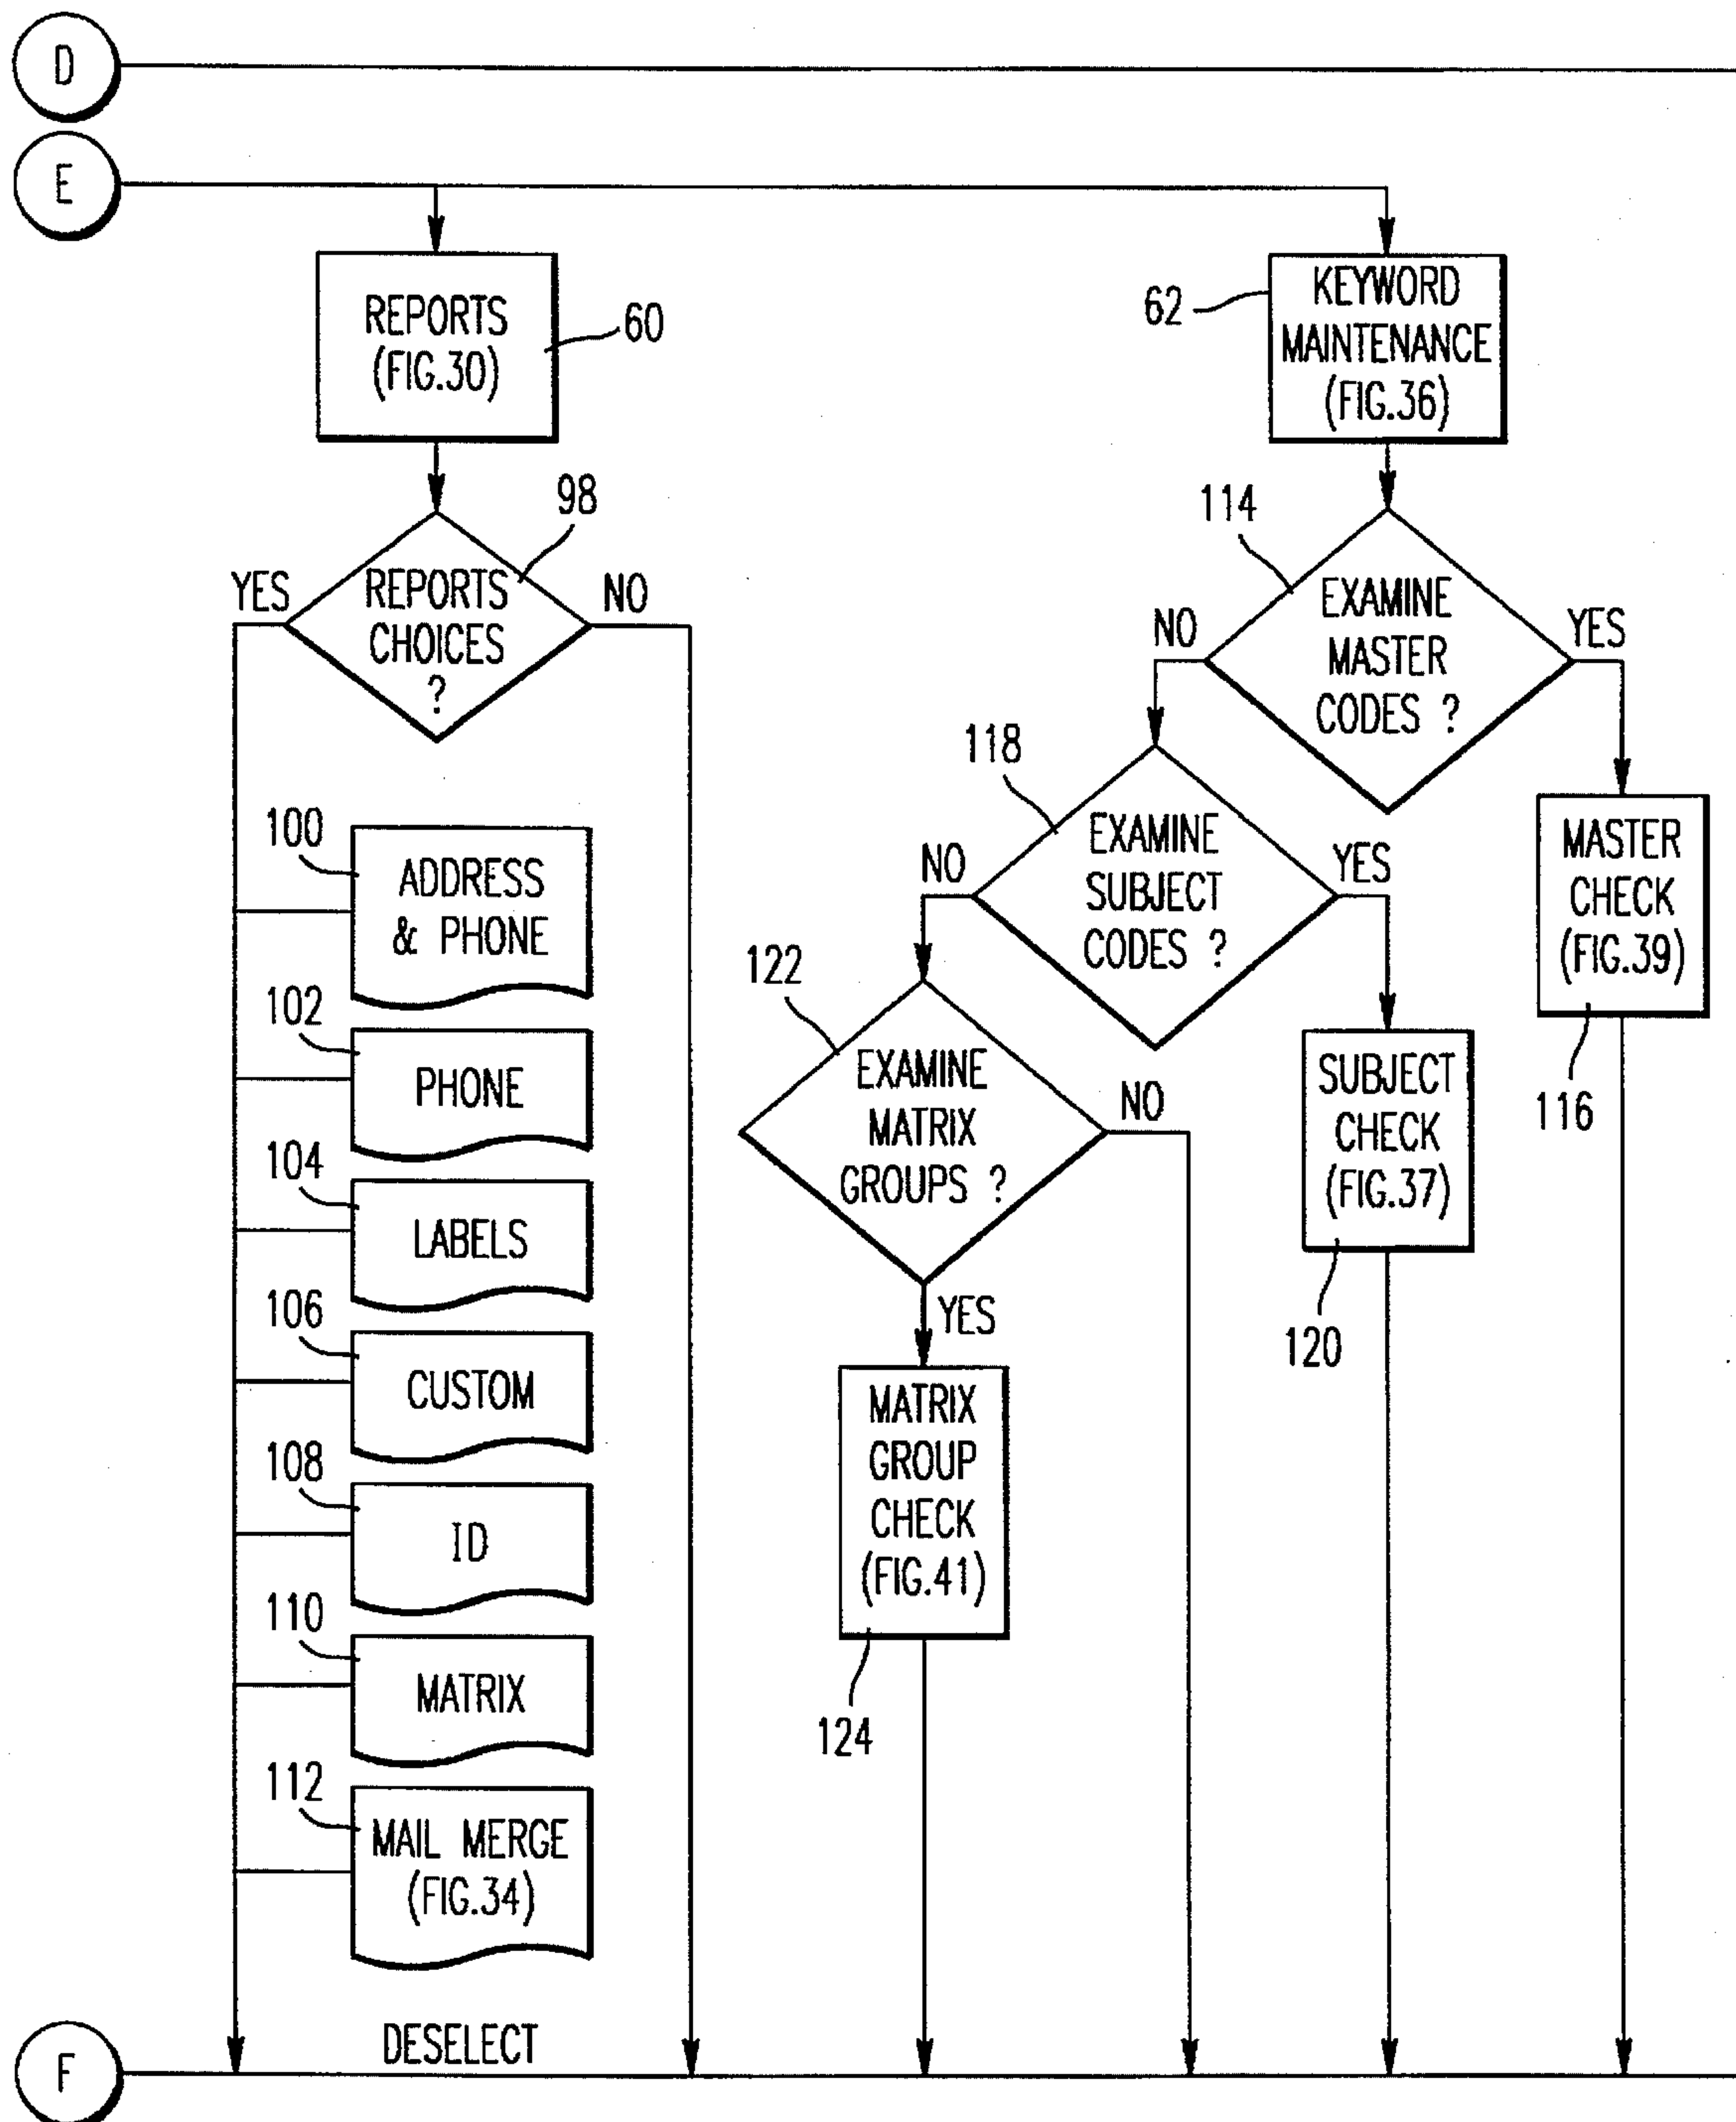 D
E
REPORTS
(FIG.30)
60
98
YES
REPORTS
CHOICES
?
NO
100
ADDRESS
& PHONE
102
PHONE
104
LABELS
106
CUSTOM
108
ID
110
MATRIX
112
MAIL MERGE
(FIG.34)
DESELECT
F
62
KEYWORD
MAINTENANCE
(FIG.36)
114
NO
EXAMINE
MASTER
CODES ?
YES
118
NO
EXAMINE
SUBJECT
CODES ?
YES
MASTER
CHECK
(FIG.39)
116
122
EXAMINE
MATRIX
GROUPS ?
NO
YES
SUBJECT
CHECK
(FIG.37)
120
MATRIX
GROUP
CHECK
(FIG.41)
124